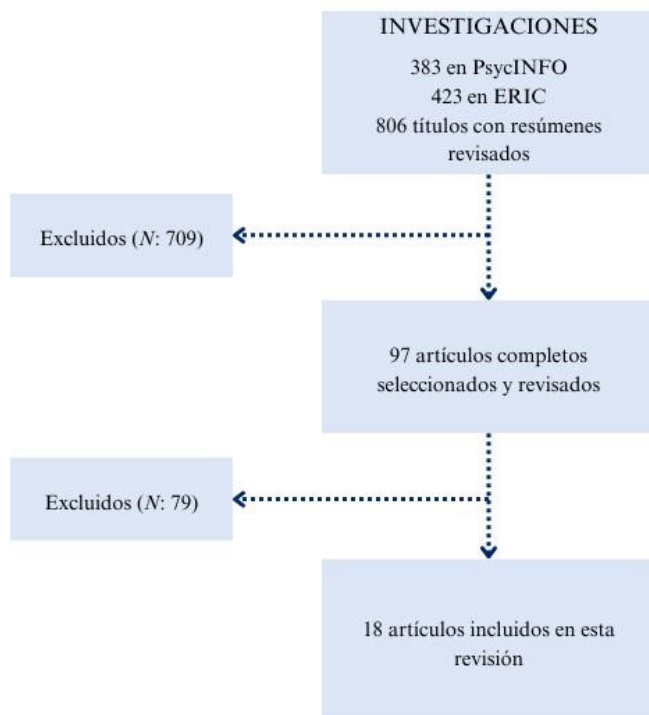 INVESTIGACIONES
383 en PsycINFO
423 en ERIC
806 títulos con resúmenes
revisados
Excluidos (N: 709)
97 artículos completos
seleccionados y revisados
Excluidos (N: 79)
18 artículos incluidos en esta
revisión